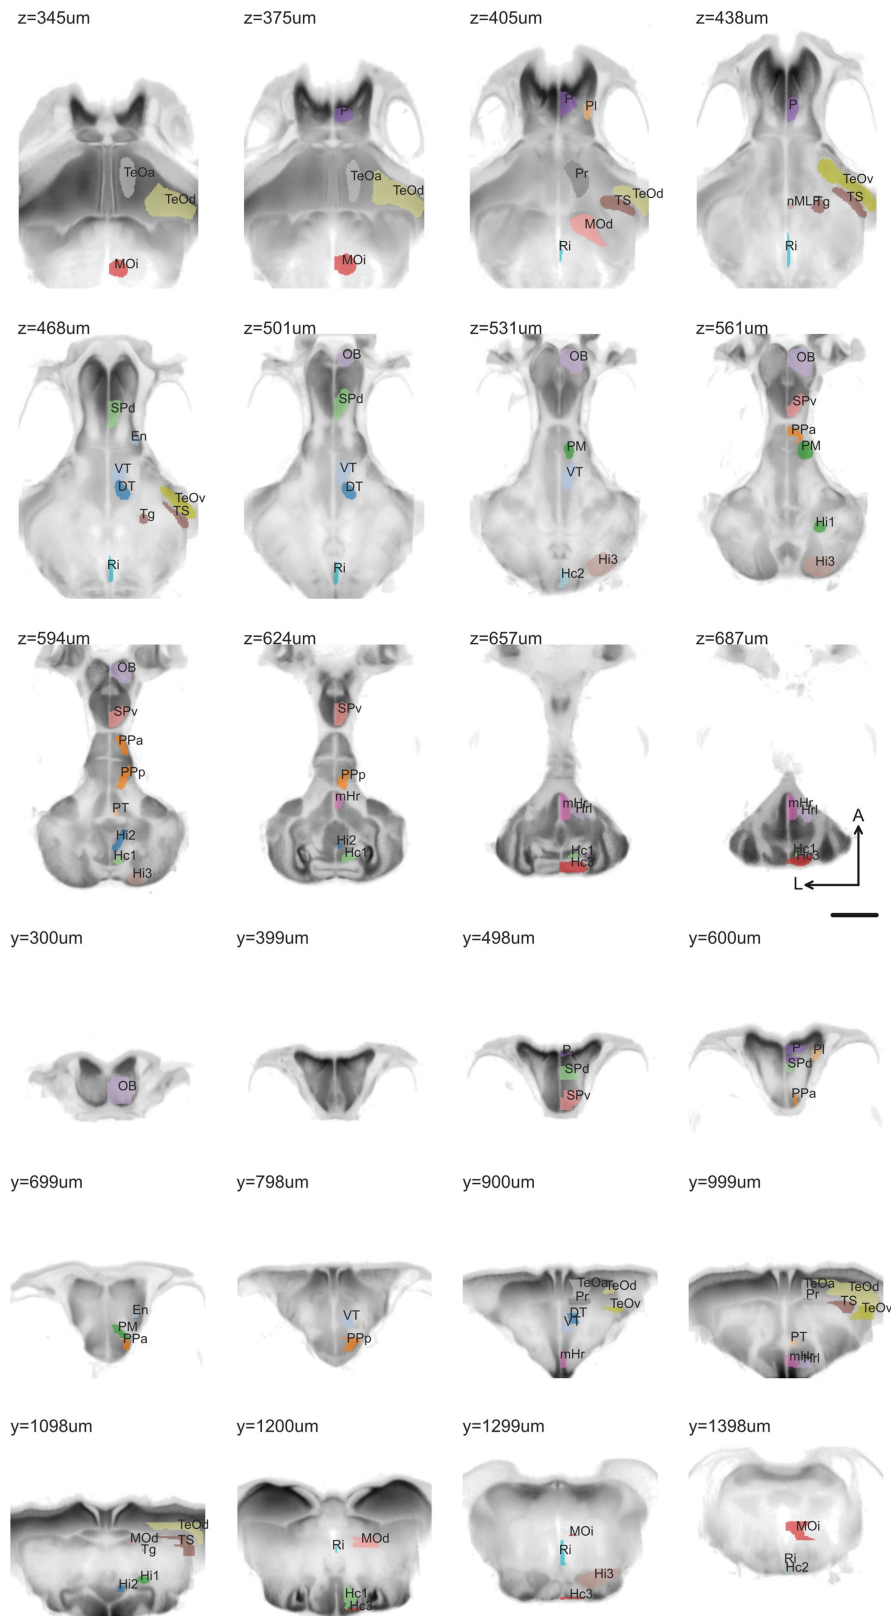 z=345um z=375um z=405um z=438um
P P Pl P
TeOa TeOa Pr TeOv
TeOd TeOd TS TeOd TS
nMLF Tg
MOd
MOi MOi Ri Ri
z=468um z=501um z=531um z=561um
OB OB OB
SPd SPd SPv
En PPa
VT VT PM PM
DT DT VT
TeOv
Tg TS Hi1
Ri Ri Hc2 Hi3 Hi3
z=594um z=624um z=657um z=687um
OB
SPv SPv
PPa
PPp PPp
PT mHr mHr Hrl mHr Hrl
A
Hi2 Hi2
Hc1 Hc1 Hc1 Hc1
Hi3 Hc3 Hc3
L
y=300um y=399um y=498um y=600um
OB P P Pl
SPd SPd
SPv PPa
y=699um y=798um y=900um y=999um
En VT TeOa TeOd TeOa TeOd
PM Pr TeOv Pr TS TeOv
PPa PPp DT
VT PT
mHr mHr Hrl
y=1098um y=1200um y=1299um y=1398um
TeOd MOi MOi
MOd TS Ri MOd Ri
Tg Ri
Hi2 Hi1 Hc1 Hi3 Hc2
Hc3 Hc3